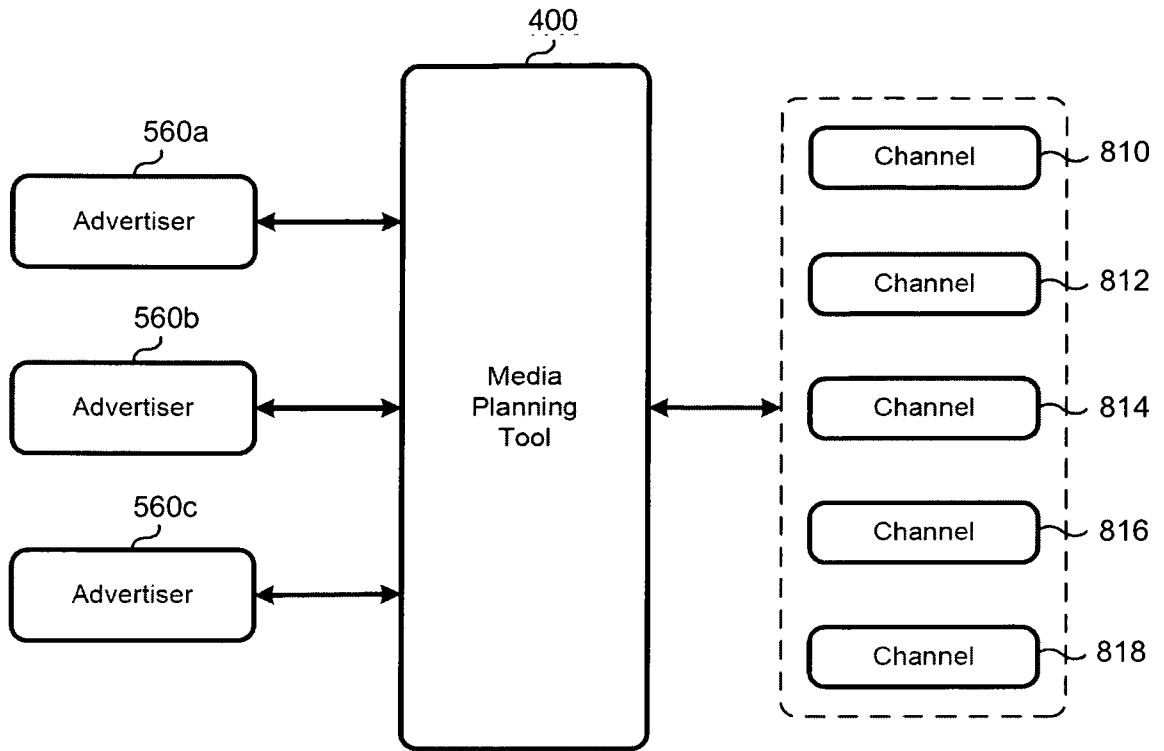 400
560a
Advertiser
560b
Advertiser
560c
Advertiser
Media
Planning
Tool
Channel
810
Channel
812
Channel
814
Channel
816
Channel
818